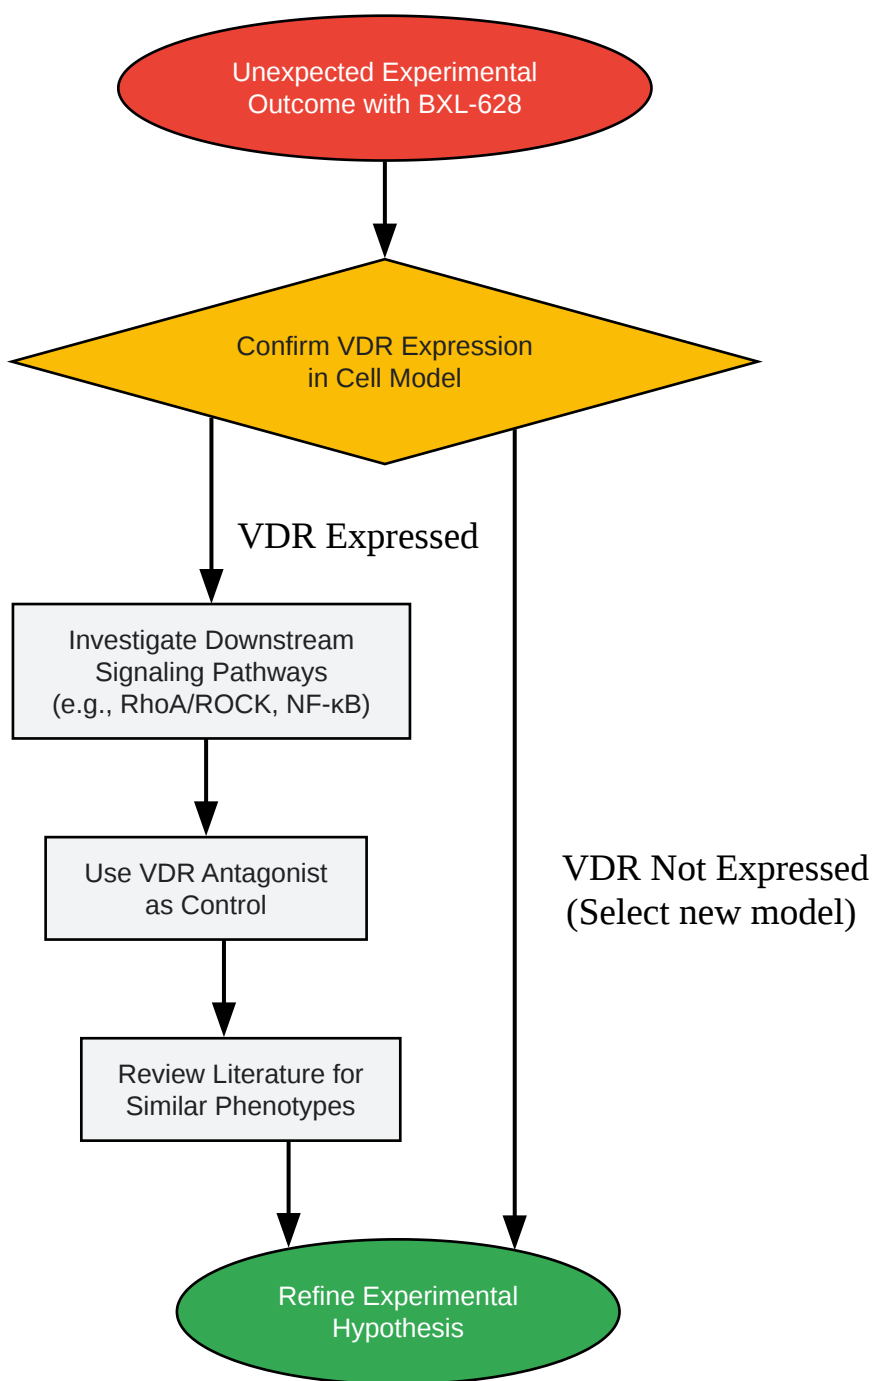 Unexpected Experimental
Outcome with BXL-628
Confirm VDR Expression
in Cell Model
VDR Expressed
Investigate Downstream
Signaling Pathways
(e.g., RhoA/ROCK, NF-κB)
Use VDR Antagonist
as Control
VDR Not Expressed
(Select new model)
Review Literature for
Similar Phenotypes
Refine Experimental
Hypothesis